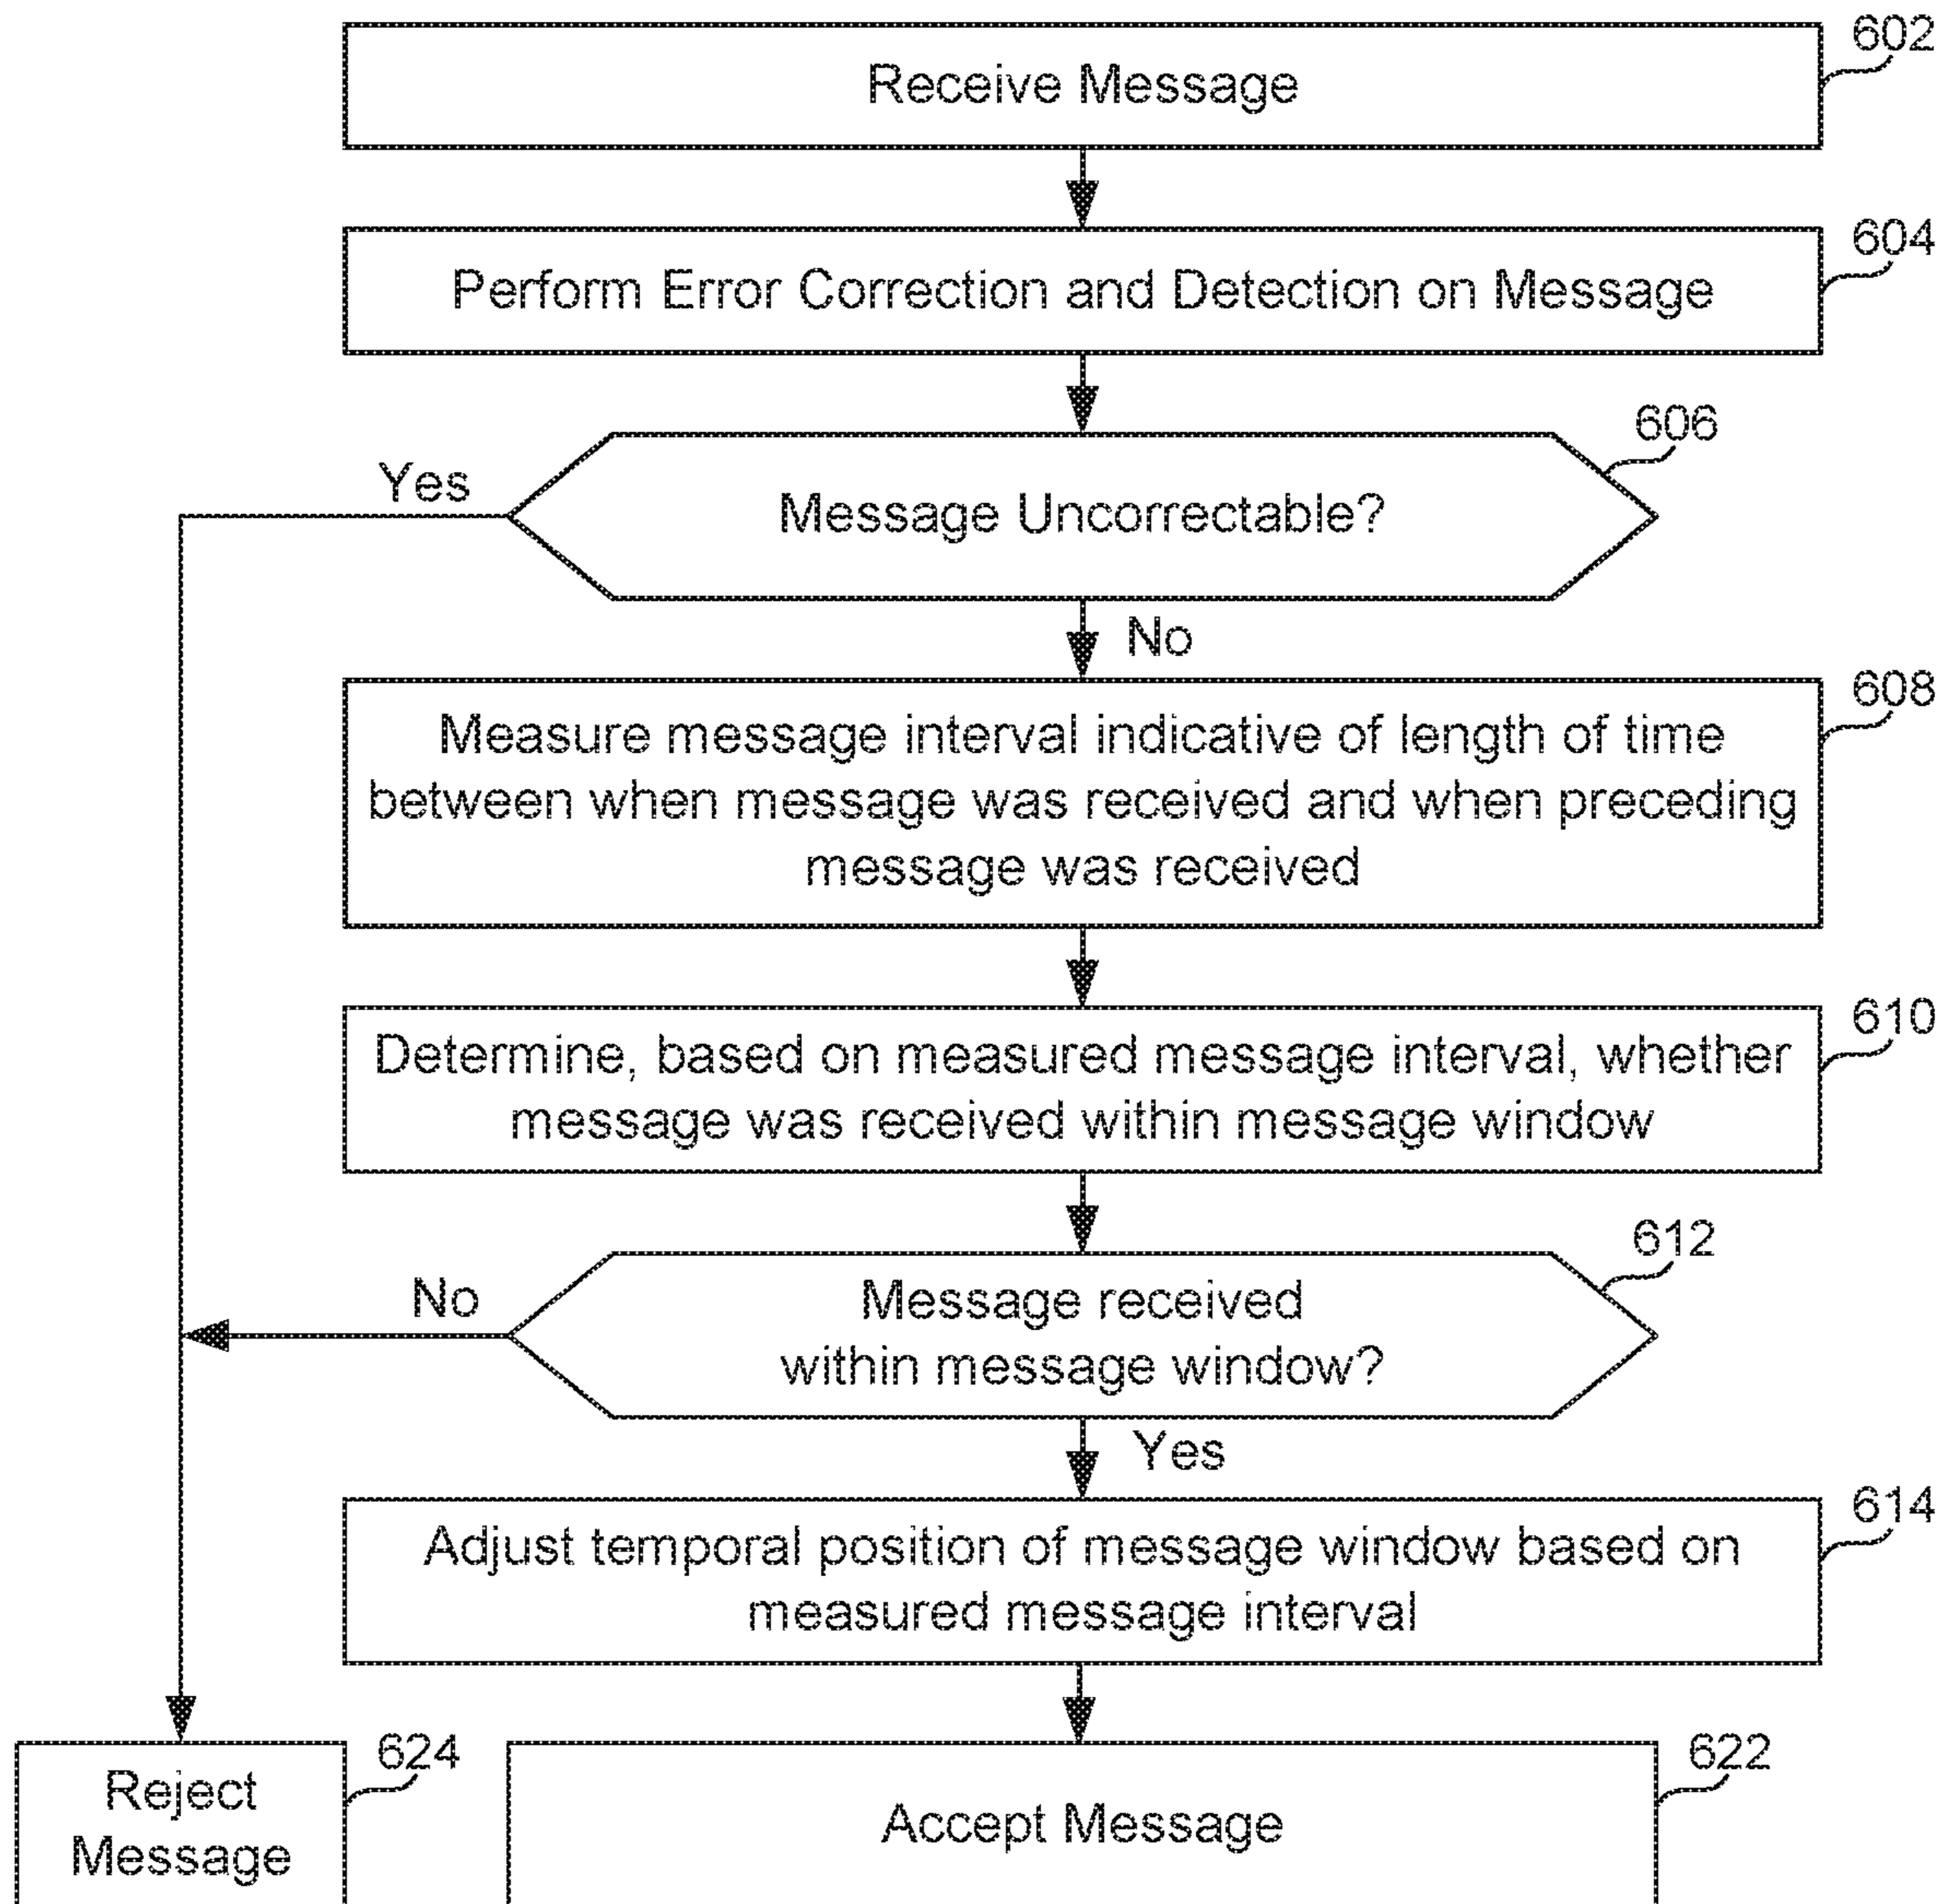 602
Receive Message
604
Perform Error Correction and Detection on Message
606
Yes
Message Uncorrectable?
No
608
Measure message interval indicative of length of time
between when message was received and when preceding
message was received
610
Determine, based on measured message interval, whether
message was received within message window
612
No
Message received
within message window?
Yes
614
Adjust temporal position of message window based on
measured message interval
624
Reject
Message
622
Accept Message